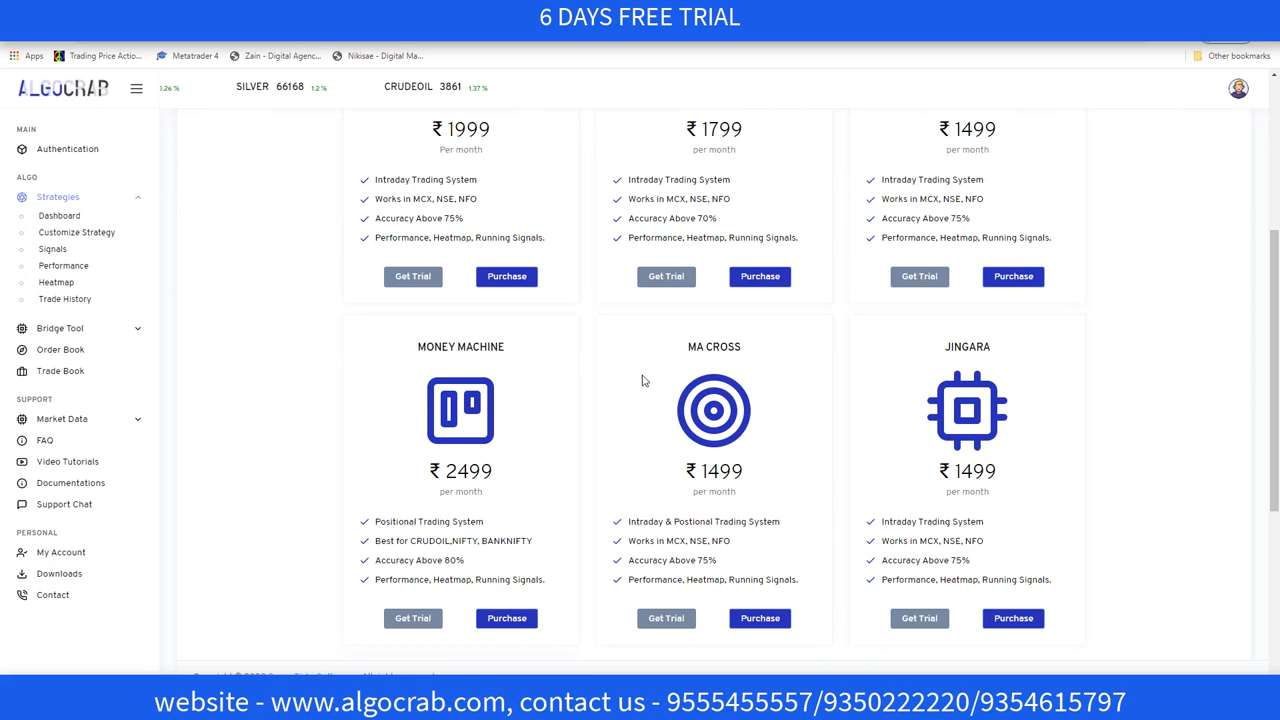 6 DAYS FREE TRIAL
Apps
Trading Price Actio...
Metatrader 4
Zain - Digital Agenc...
Nikisae - Digital Ma...
Other bookmarks
ALGOCRAB
0.26 %
SILVER 66168 1.2 %
CRUDEOIL 3861 1.37 %
MAIN
Authentication
ALGO
Strategies
Dashboard
Customize Strategy
Signals
Performance
Heatmap
Trade History
Bridge Tool
Order Book
Trade Book
SUPPORT
Market Data
FAQ
Video Tutorials
Documentations
Support Chat
PERSONAL
My Account
Downloads
Contact
₹ 1999
Per month
Intraday Trading System
Works in MCX, NSE, NFO
Accuracy Above 75%
Performance, Heatmap, Running Signals.
Get Trial
Purchase
₹ 1799
per month
Intraday Trading System
Works in MCX, NSE, NFO
Accuracy Above 70%
Performance, Heatmap, Running Signals.
Get Trial
Purchase
₹ 1499
per month
Intraday Trading System
Works in MCX, NSE, NFO
Accuracy Above 75%
Performance, Heatmap, Running Signals.
Get Trial
Purchase
MONEY MACHINE
₹ 2499
per month
Positional Trading System
Best for CRUDOIL,NIFTY, BANKNIFTY
Accuracy Above 80%
Performance, Heatmap, Running Signals.
Get Trial
Purchase
MA CROSS
₹ 1499
per month
Intraday & Postional Trading System
Works in MCX, NSE, NFO
Accuracy Above 75%
Performance, Heatmap, Running Signals.
Get Trial
Purchase
JINGARA
₹ 1499
per month
Intraday Trading System
Works in MCX, NSE, NFO
Accuracy Above 75%
Performance, Heatmap, Running Signals.
Get Trial
Purchase
website - www.algocrab.com, contact us - 9555455557/9350222220/9354615797